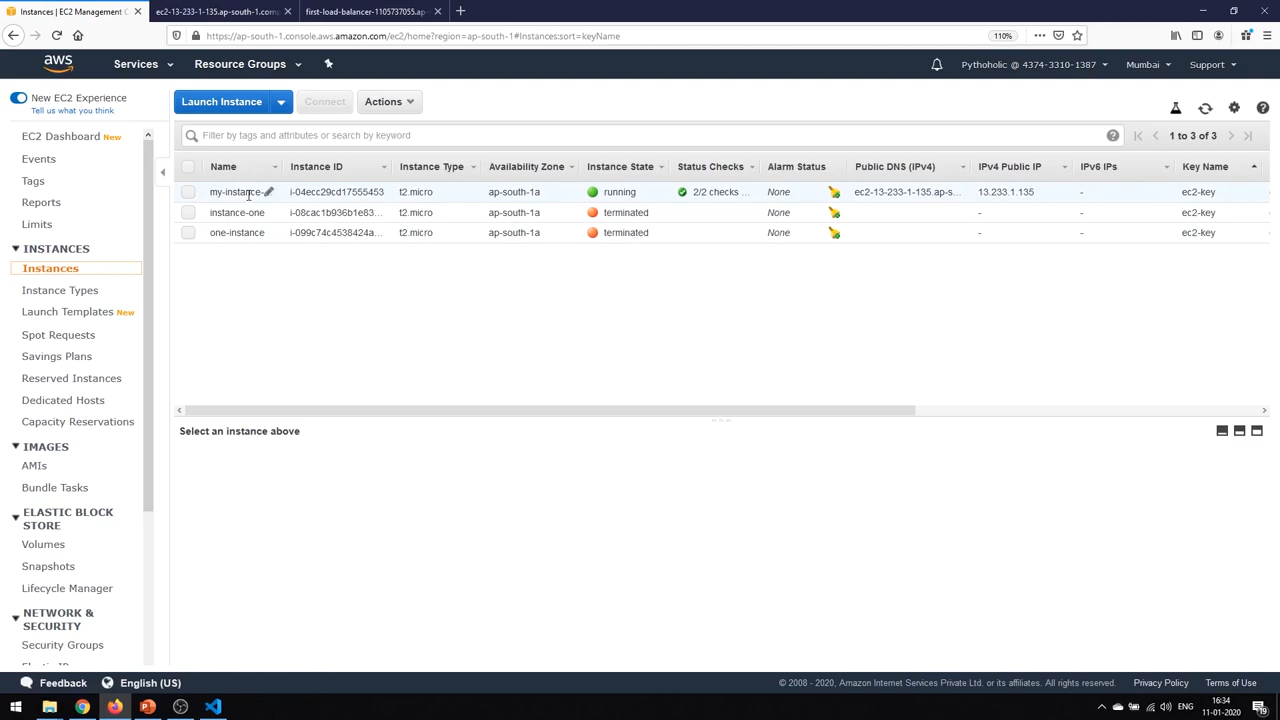 Instances | EC2 Management C
ec2-13-233-1-135.ap-south-1.comp
first-load-balancer-1105737055.ap-
https://ap-south-1.console.aws.amazon.com/ec2/home?region=ap-south-1#Instances:sort=keyName
110%
aws
Services
Resource Groups
Pythoholic @ 4374-3310-1387
Mumbai
Support
New EC2 Experience
Tell us what you think
Launch Instance
Connect
Actions
EC2 Dashboard New
Events
Tags
Reports
Limits
INSTANCES
Instances
Instance Types
Launch Templates New
Spot Requests
Savings Plans
Reserved Instances
Dedicated Hosts
Capacity Reservations
IMAGES
AMIs
Bundle Tasks
ELASTIC BLOCK
STORE
Volumes
Snapshots
Lifecycle Manager
NETWORK &
SECURITY
Security Groups
Filter by tags and attributes or search by keyword
1 to 3 of 3
Name Instance ID Instance Type Availability Zone Instance State Status Checks Alarm Status Public DNS (IPv4) IPv4 Public IP IPv6 IPs Key Name
my-instance- i-04ecc29cd17555453 t2.micro ap-south-1a running 2/2 checks ... None ec2-13-233-1-135.ap-s... 13.233.1.135 - ec2-key
instance-one i-08cac1b936b1e83... t2.micro ap-south-1a terminated None - - ec2-key
one-instance i-099c74c4538424a... t2.micro ap-south-1a terminated None - - ec2-key
Select an instance above
Feedback
English (US)
© 2008 - 2020, Amazon Internet Services Private Ltd. or its affiliates. All rights reserved.
Privacy Policy
Terms of Use
ENG
16:34
11-01-2020
19